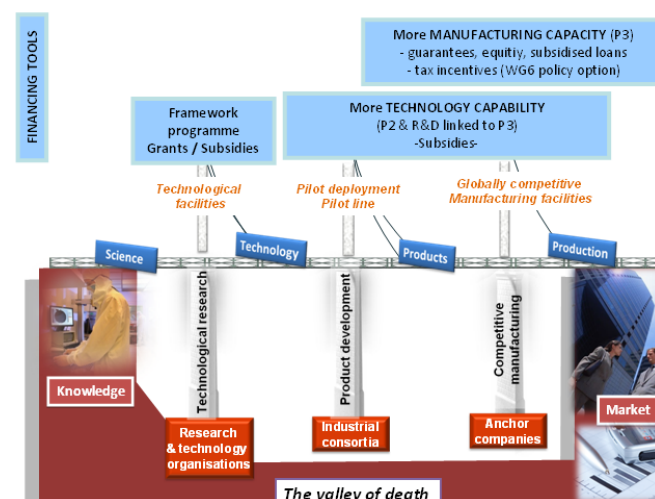 FINANCING TOOLS
More MANUFACTURING CAPACITY (P3)
- guarantees, equitiy, subsidised loans
- tax incentives (WG6 policy option)
Framework
programme
Grants / Subsidies
More TECHNOLOGY CAPABILITY
(P2 & R&D linked to P3)
-Subsidies-
Technological
facilities
Pilot deployment
Pilot line
Globally competitive
Manufacturing facilities
Science
Technology
Products
Production
Technological research
Product development
Competitive
manufacturing
Knowledge
Market
Research
& technology
organisations
Industrial
consortia
Anchor
companies
The valley of death